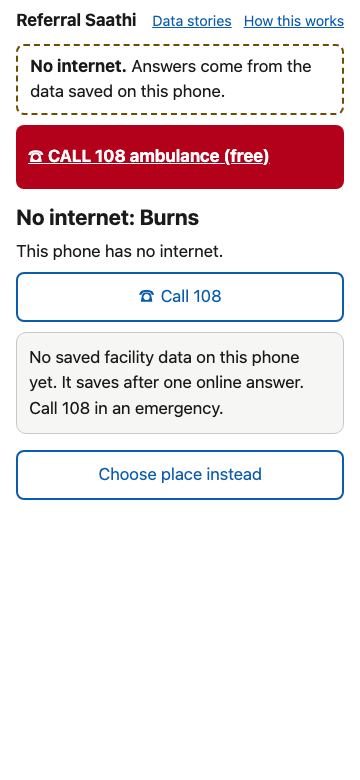 Referral Saathi Data stories How this works
No internet. Answers come from the
data saved on this phone.
☎ CALL 108 ambulance (free)
No internet: Burns
This phone has no internet.
☎ Call 108
No saved facility data on this phone
yet. It saves after one online answer.
Call 108 in an emergency.
Choose place instead